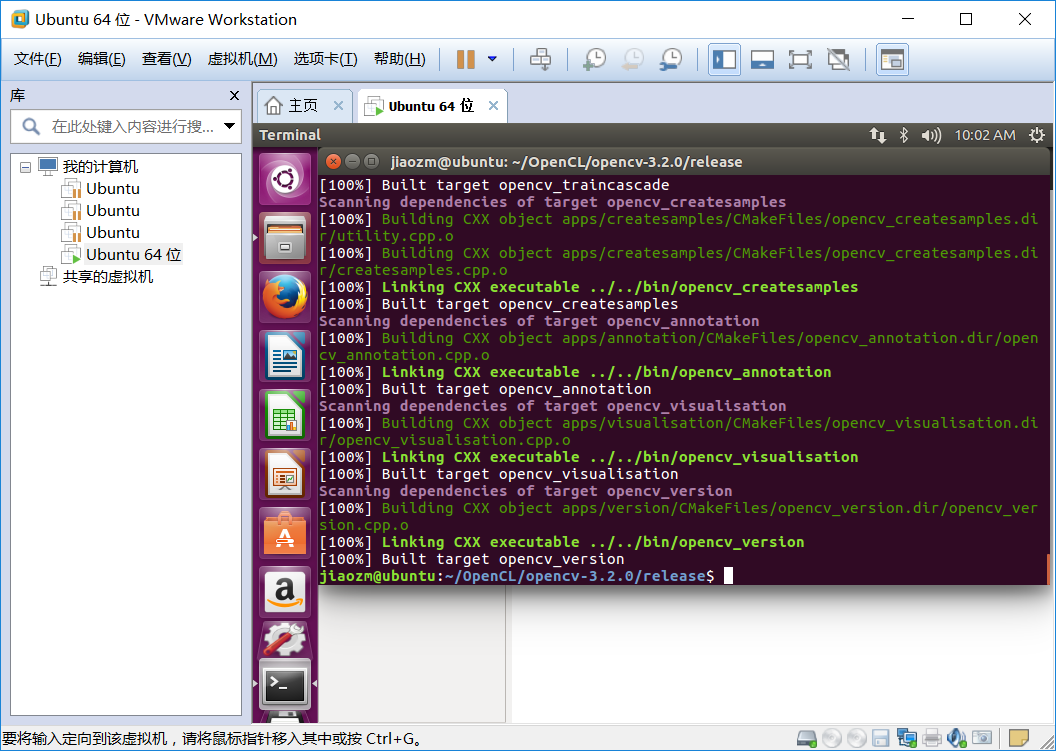 Ubuntu 64 位 - VMware Workstation
文件(F) 编辑(E) 查看(V) 虚拟机(M) 选项卡(T) 帮助(H)
库
在此处键入内容进行搜...
我的计算机
Ubuntu
Ubuntu
Ubuntu
Ubuntu 64 位
共享的虚拟机
主页
Ubuntu 64 位
Terminal
10:02 AM
jiaozm@ubuntu: ~/OpenCL/opencv-3.2.0/release
[100%] Built target opencv_traincascade
Scanning dependencies of target opencv_createsamples
[100%] Building CXX object apps/createsamples/CMakeFiles/opencv_createsamples.di
r/utility.cpp.o
[100%] Building CXX object apps/createsamples/CMakeFiles/opencv_createsamples.di
r/createsamples.cpp.o
[100%] Linking CXX executable ../../bin/opencv_createsamples
[100%] Built target opencv_createsamples
Scanning dependencies of target opencv_annotation
[100%] Building CXX object apps/annotation/CMakeFiles/opencv_annotation.dir/open
cv_annotation.cpp.o
[100%] Linking CXX executable ../../bin/opencv_annotation
[100%] Built target opencv_annotation
Scanning dependencies of target opencv_visualisation
[100%] Building CXX object apps/visualisation/CMakeFiles/opencv_visualisation.di
r/opencv_visualisation.cpp.o
[100%] Linking CXX executable ../../bin/opencv_visualisation
[100%] Built target opencv_visualisation
Scanning dependencies of target opencv_version
[100%] Building CXX object apps/version/CMakeFiles/opencv_version.dir/opencv_ver
sion.cpp.o
[100%] Linking CXX executable ../../bin/opencv_version
[100%] Built target opencv_version
jiaozm@ubuntu:~/OpenCL/opencv-3.2.0/release$
要将输入定向到该虚拟机，请将鼠标指针移入其中或按 Ctrl+G。